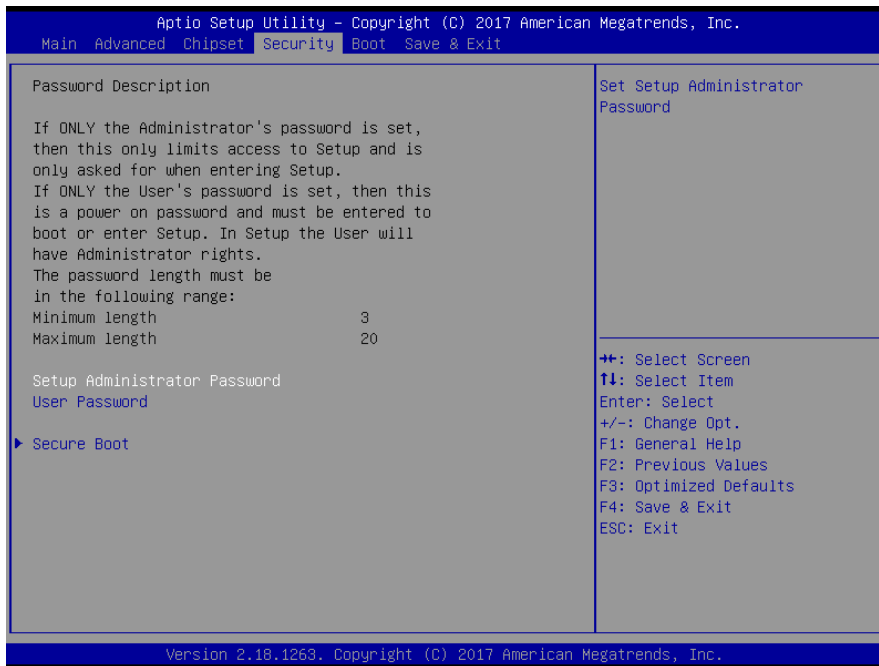 Aptio Setup Utility – Copyright (C) 2017 American Megatrends, Inc.
Main Advanced Chipset Security Boot Save & Exit
Password Description
If ONLY the Administrator's password is set,
then this only limits access to Setup and is
only asked for when entering Setup.
If ONLY the User's password is set, then this
is a power on password and must be entered to
boot or enter Setup. In Setup the User will
have Administrator rights.
The password length must be
in the following range:
Minimum length 3
Maximum length 20
Setup Administrator Password
User Password
Secure Boot
Set Setup Administrator
Password
→←: Select Screen
↑↓: Select Item
Enter: Select
+/-: Change Opt.
F1: General Help
F2: Previous Values
F3: Optimized Defaults
F4: Save & Exit
ESC: Exit
Version 2.18.1263. Copyright (C) 2017 American Megatrends, Inc.